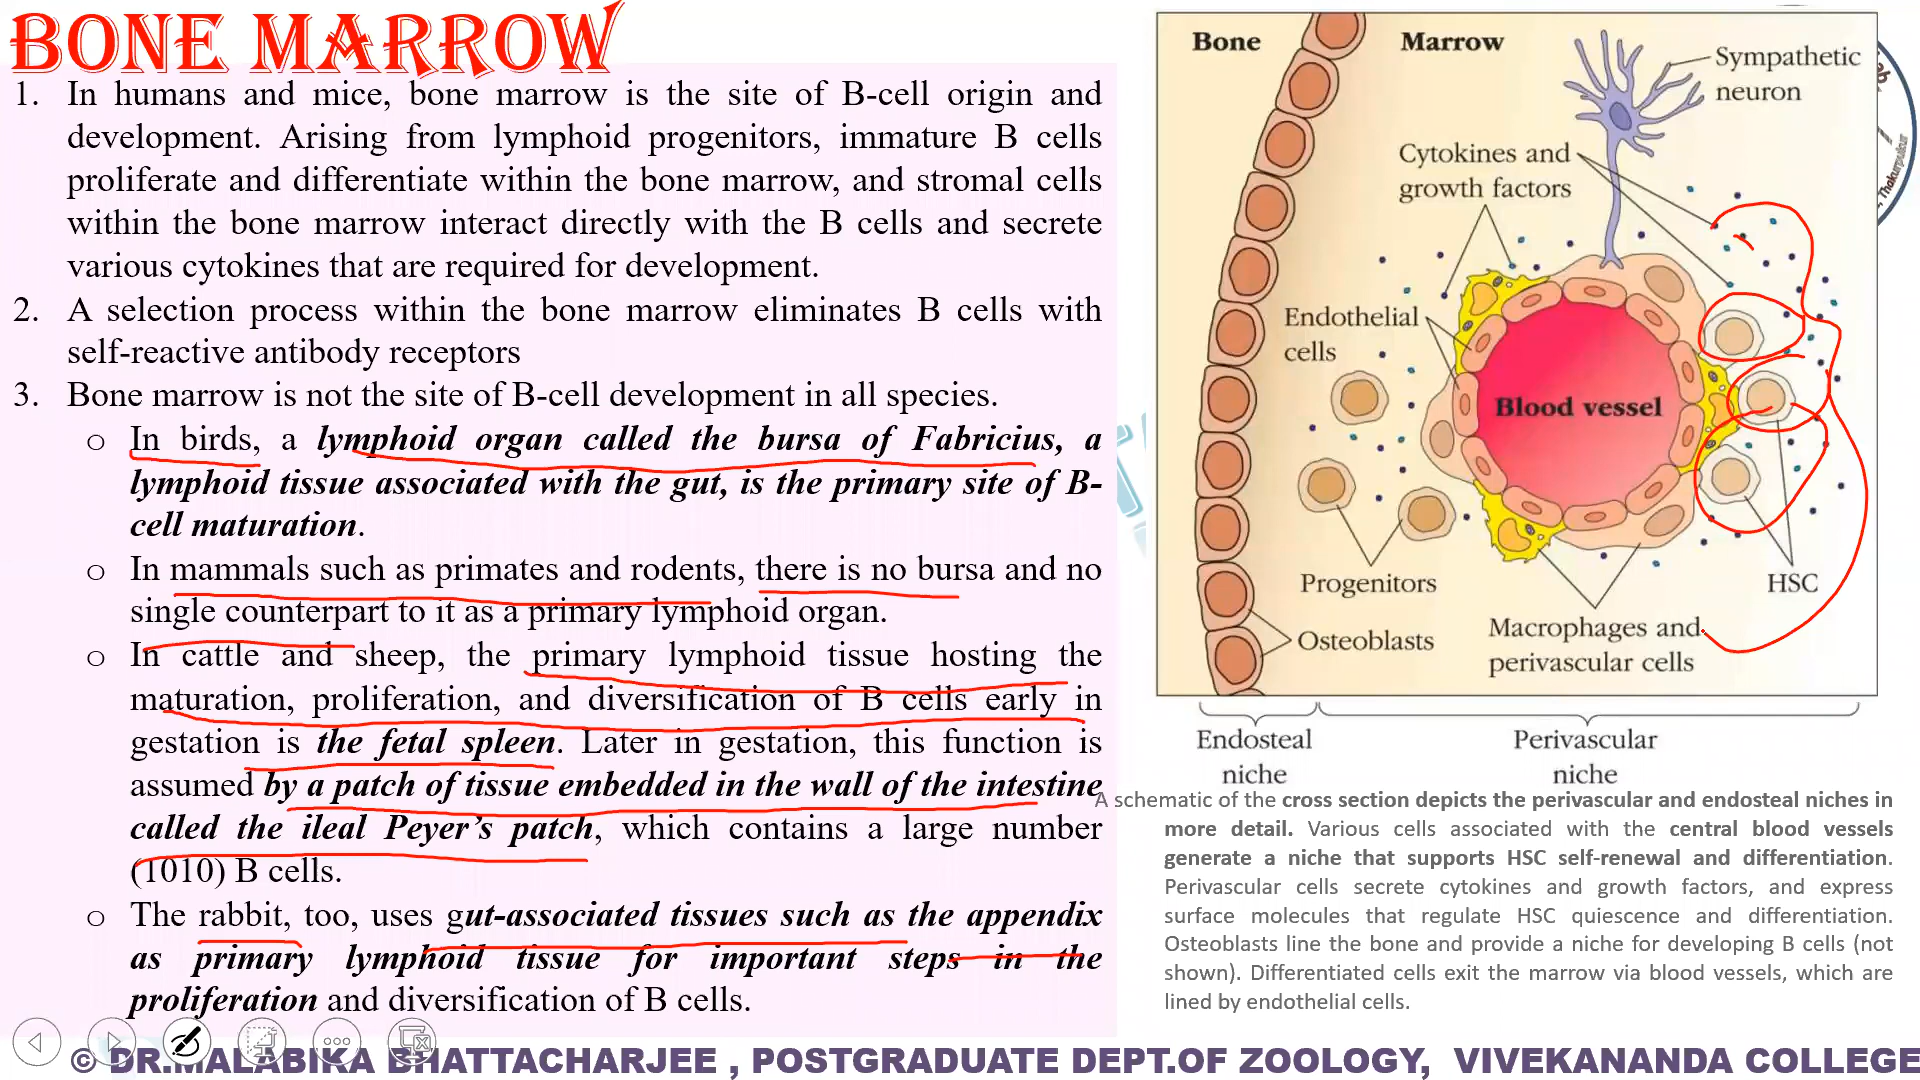 BONE MARROW
1. In humans and mice, bone marrow is the site of B-cell origin and
development. Arising from lymphoid progenitors, immature B cells
proliferate and differentiate within the bone marrow, and stromal cells
within the bone marrow interact directly with the B cells and secrete
various cytokines that are required for development.
2. A selection process within the bone marrow eliminates B cells with
self-reactive antibody receptors
3. Bone marrow is not the site of B-cell development in all species.
o In birds, a lymphoid organ called the bursa of Fabricius, a
lymphoid tissue associated with the gut, is the primary site of B-
cell maturation.
o In mammals such as primates and rodents, there is no bursa and no
single counterpart to it as a primary lymphoid organ.
o In cattle and sheep, the primary lymphoid tissue hosting the
maturation, proliferation, and diversification of B cells early in
gestation is the fetal spleen. Later in gestation, this function is
assumed by a patch of tissue embedded in the wall of the intestine
called the ileal Peyer's patch, which contains a large number
(1010) B cells.
o The rabbit, too, uses gut-associated tissues such as the appendix
as primary lymphoid tissue for important steps in the
proliferation and diversification of B cells.
Bone
Marrow
Sympathetic
neuron
Cytokines and
growth factors
Endothelial
cells
Blood vessel
Progenitors
HSC
Osteoblasts
Macrophages and
perivascular cells
Endosteal
niche
Perivascular
niche
A schematic of the cross section depicts the perivascular and endosteal niches in
more detail. Various cells associated with the central blood vessels
generate a niche that supports HSC self-renewal and differentiation.
Perivascular cells secrete cytokines and growth factors, and express
surface molecules that regulate HSC quiescence and differentiation.
Osteoblasts line the bone and provide a niche for developing B cells (not
shown). Differentiated cells exit the marrow via blood vessels, which are
lined by endothelial cells.
© DR.MALABIKA BHATTACHARJEE , POSTGRADUATE DEPT.OF ZOOLOGY, VIVEKANANDA COLLEGE